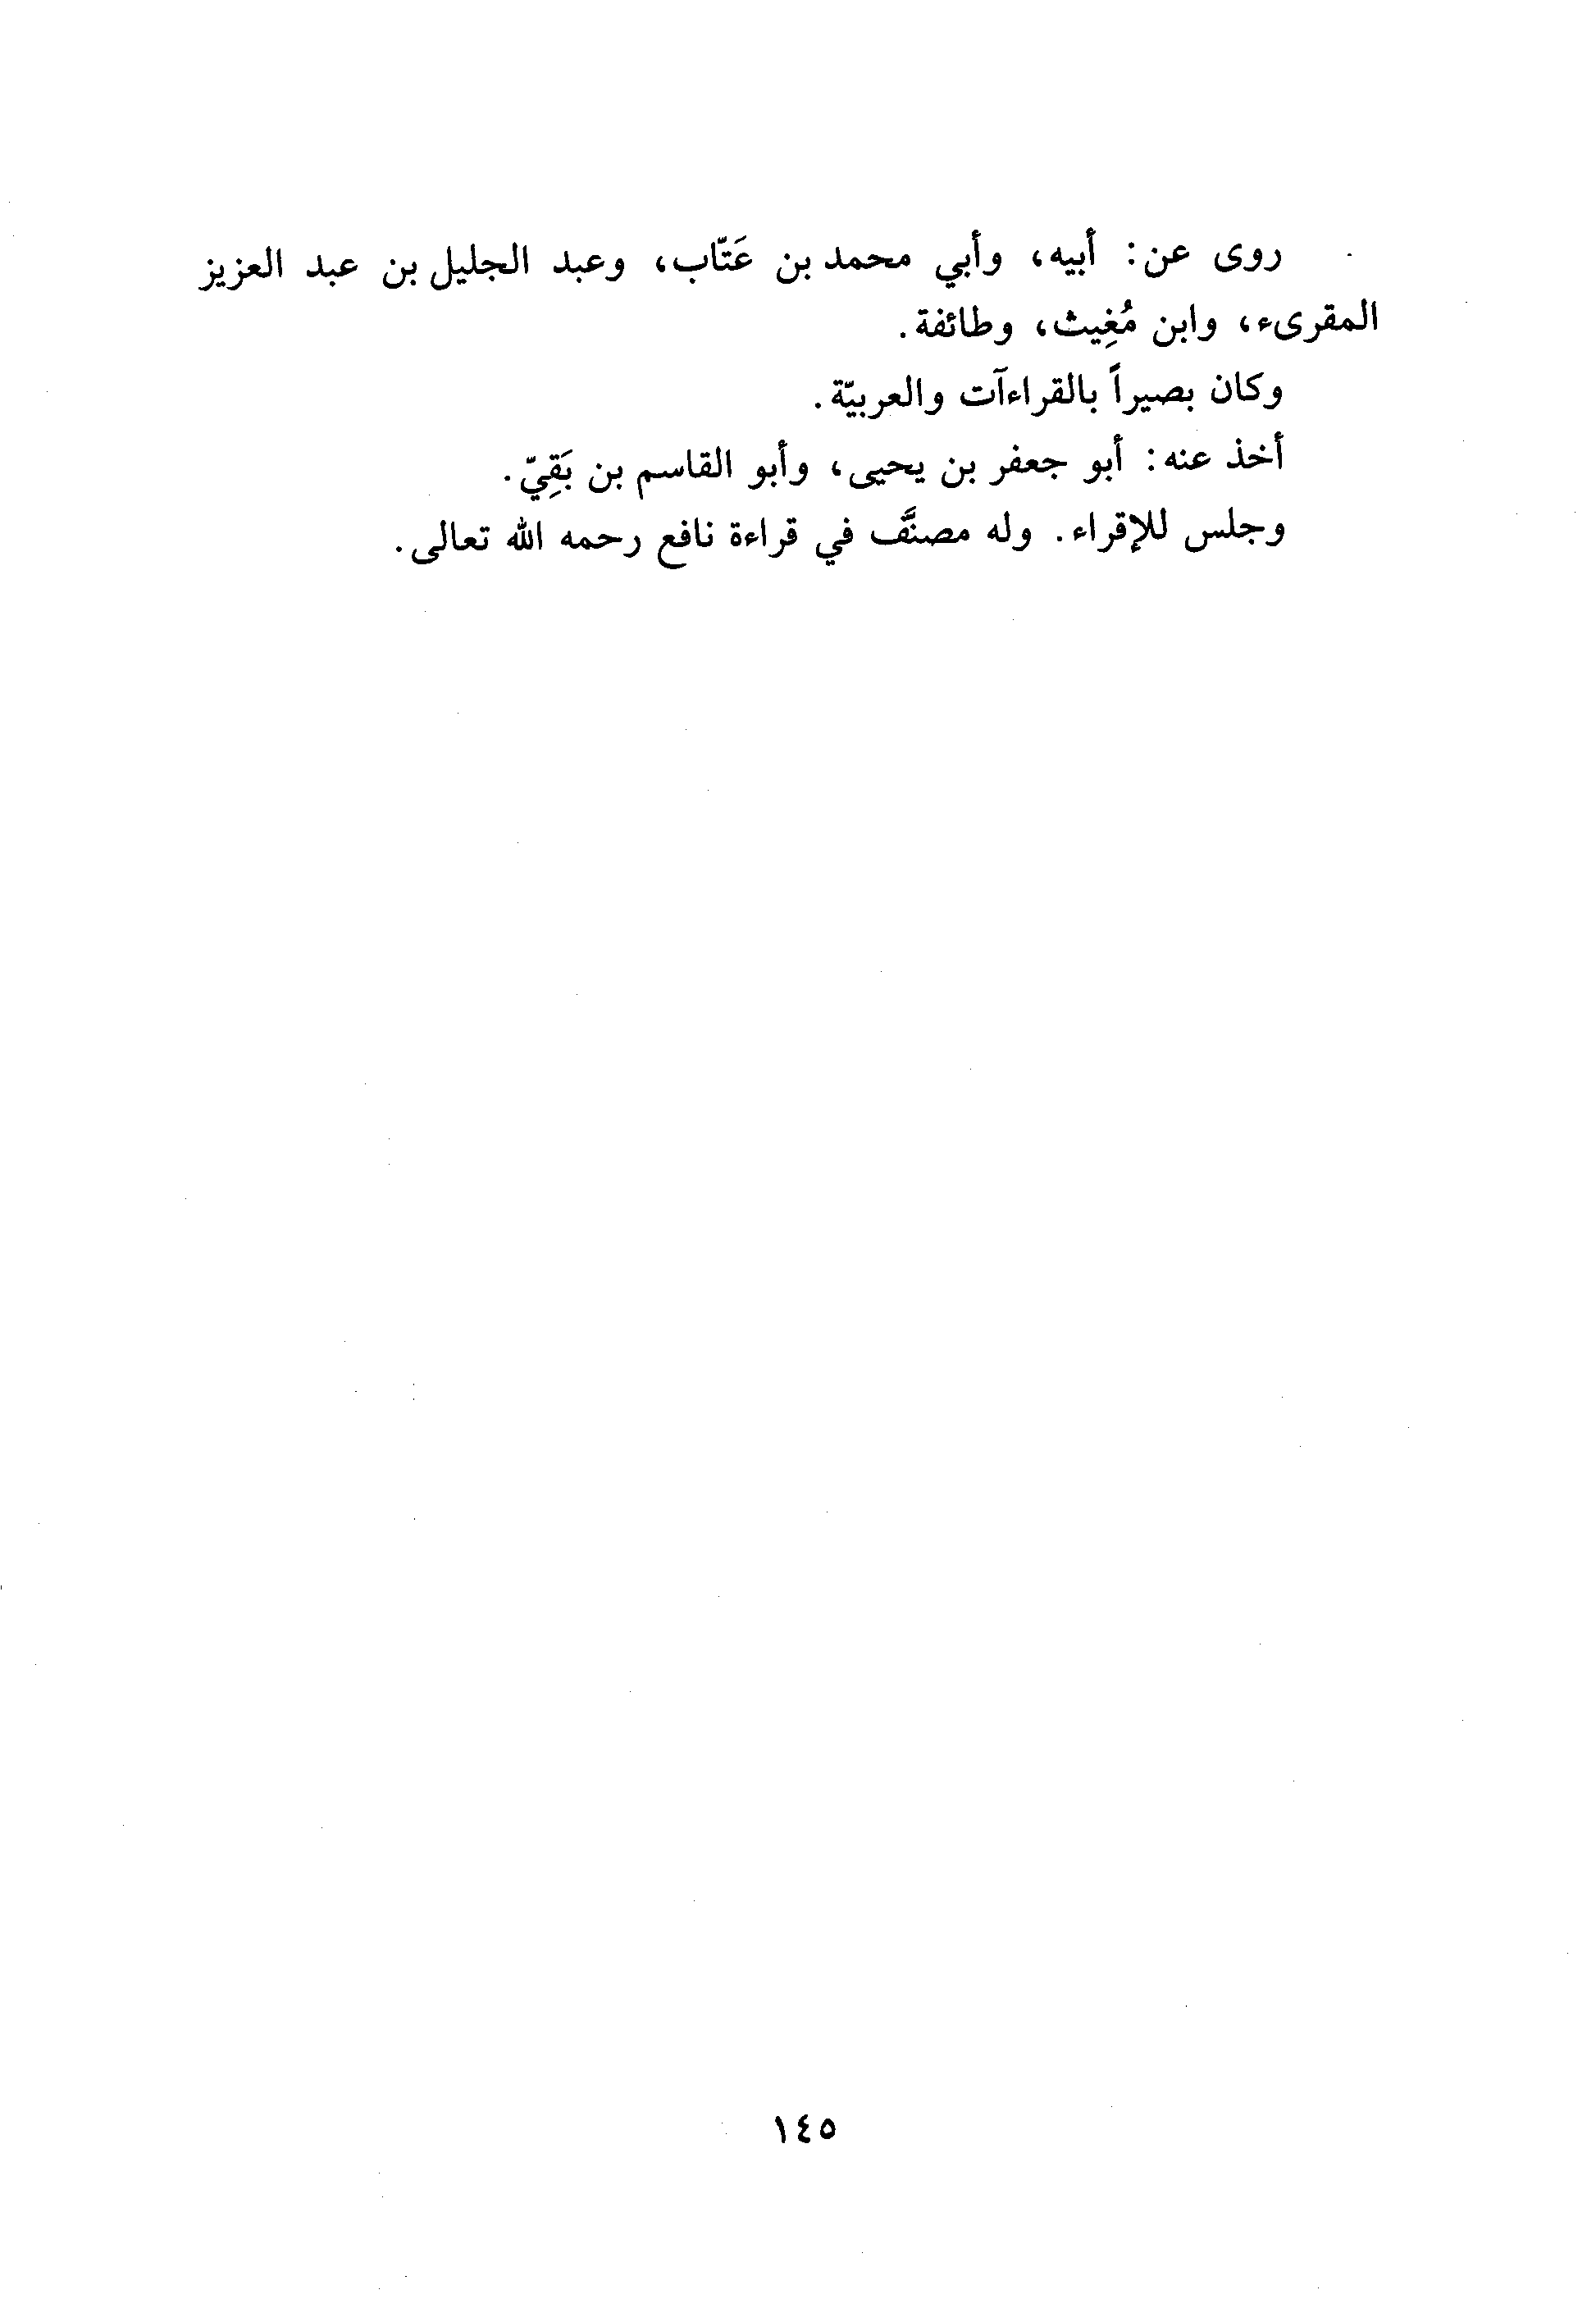 روى عن: أبيه، وأبي محمد بن عَتّاب، وعبد الجليل بن عبد العزيز
المقرىء، وابن مُغِيث، وطائفة.
وكان بصيراً بالقراءآت والعربيّة.
أخذ عنه: أبو جعفر بن يحيى، وأبو القاسم بن بَقِيّ.
وجلس للإقراء. وله مصنَّف في قراءة نافع رحمه الله تعالى.
١٤٥